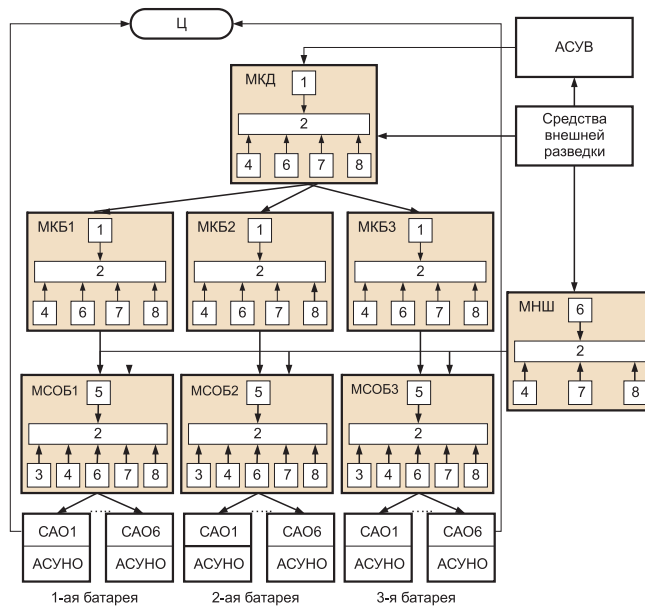 Ц
АСУВ
МКД
1
2
4 6 7 8
Средства
внешней
разведки
МКБ1 1
2
4 6 7 8
МКБ2 1
2
4 6 7 8
МКБ3 1
2
4 6 7 8
МНШ 6
2
4 7 8
МСОБ1 5
2
3 4 6 7 8
МСОБ2 5
2
3 4 6 7 8
МСОБ3 5
2
3 4 6 7 8
САО1 САО6 САО1 САО6 САО1 САО6
АСУНО АСУНО АСУНО АСУНО АСУНО АСУНО
1-ая батарея 2-ая батарея 3-я батарея